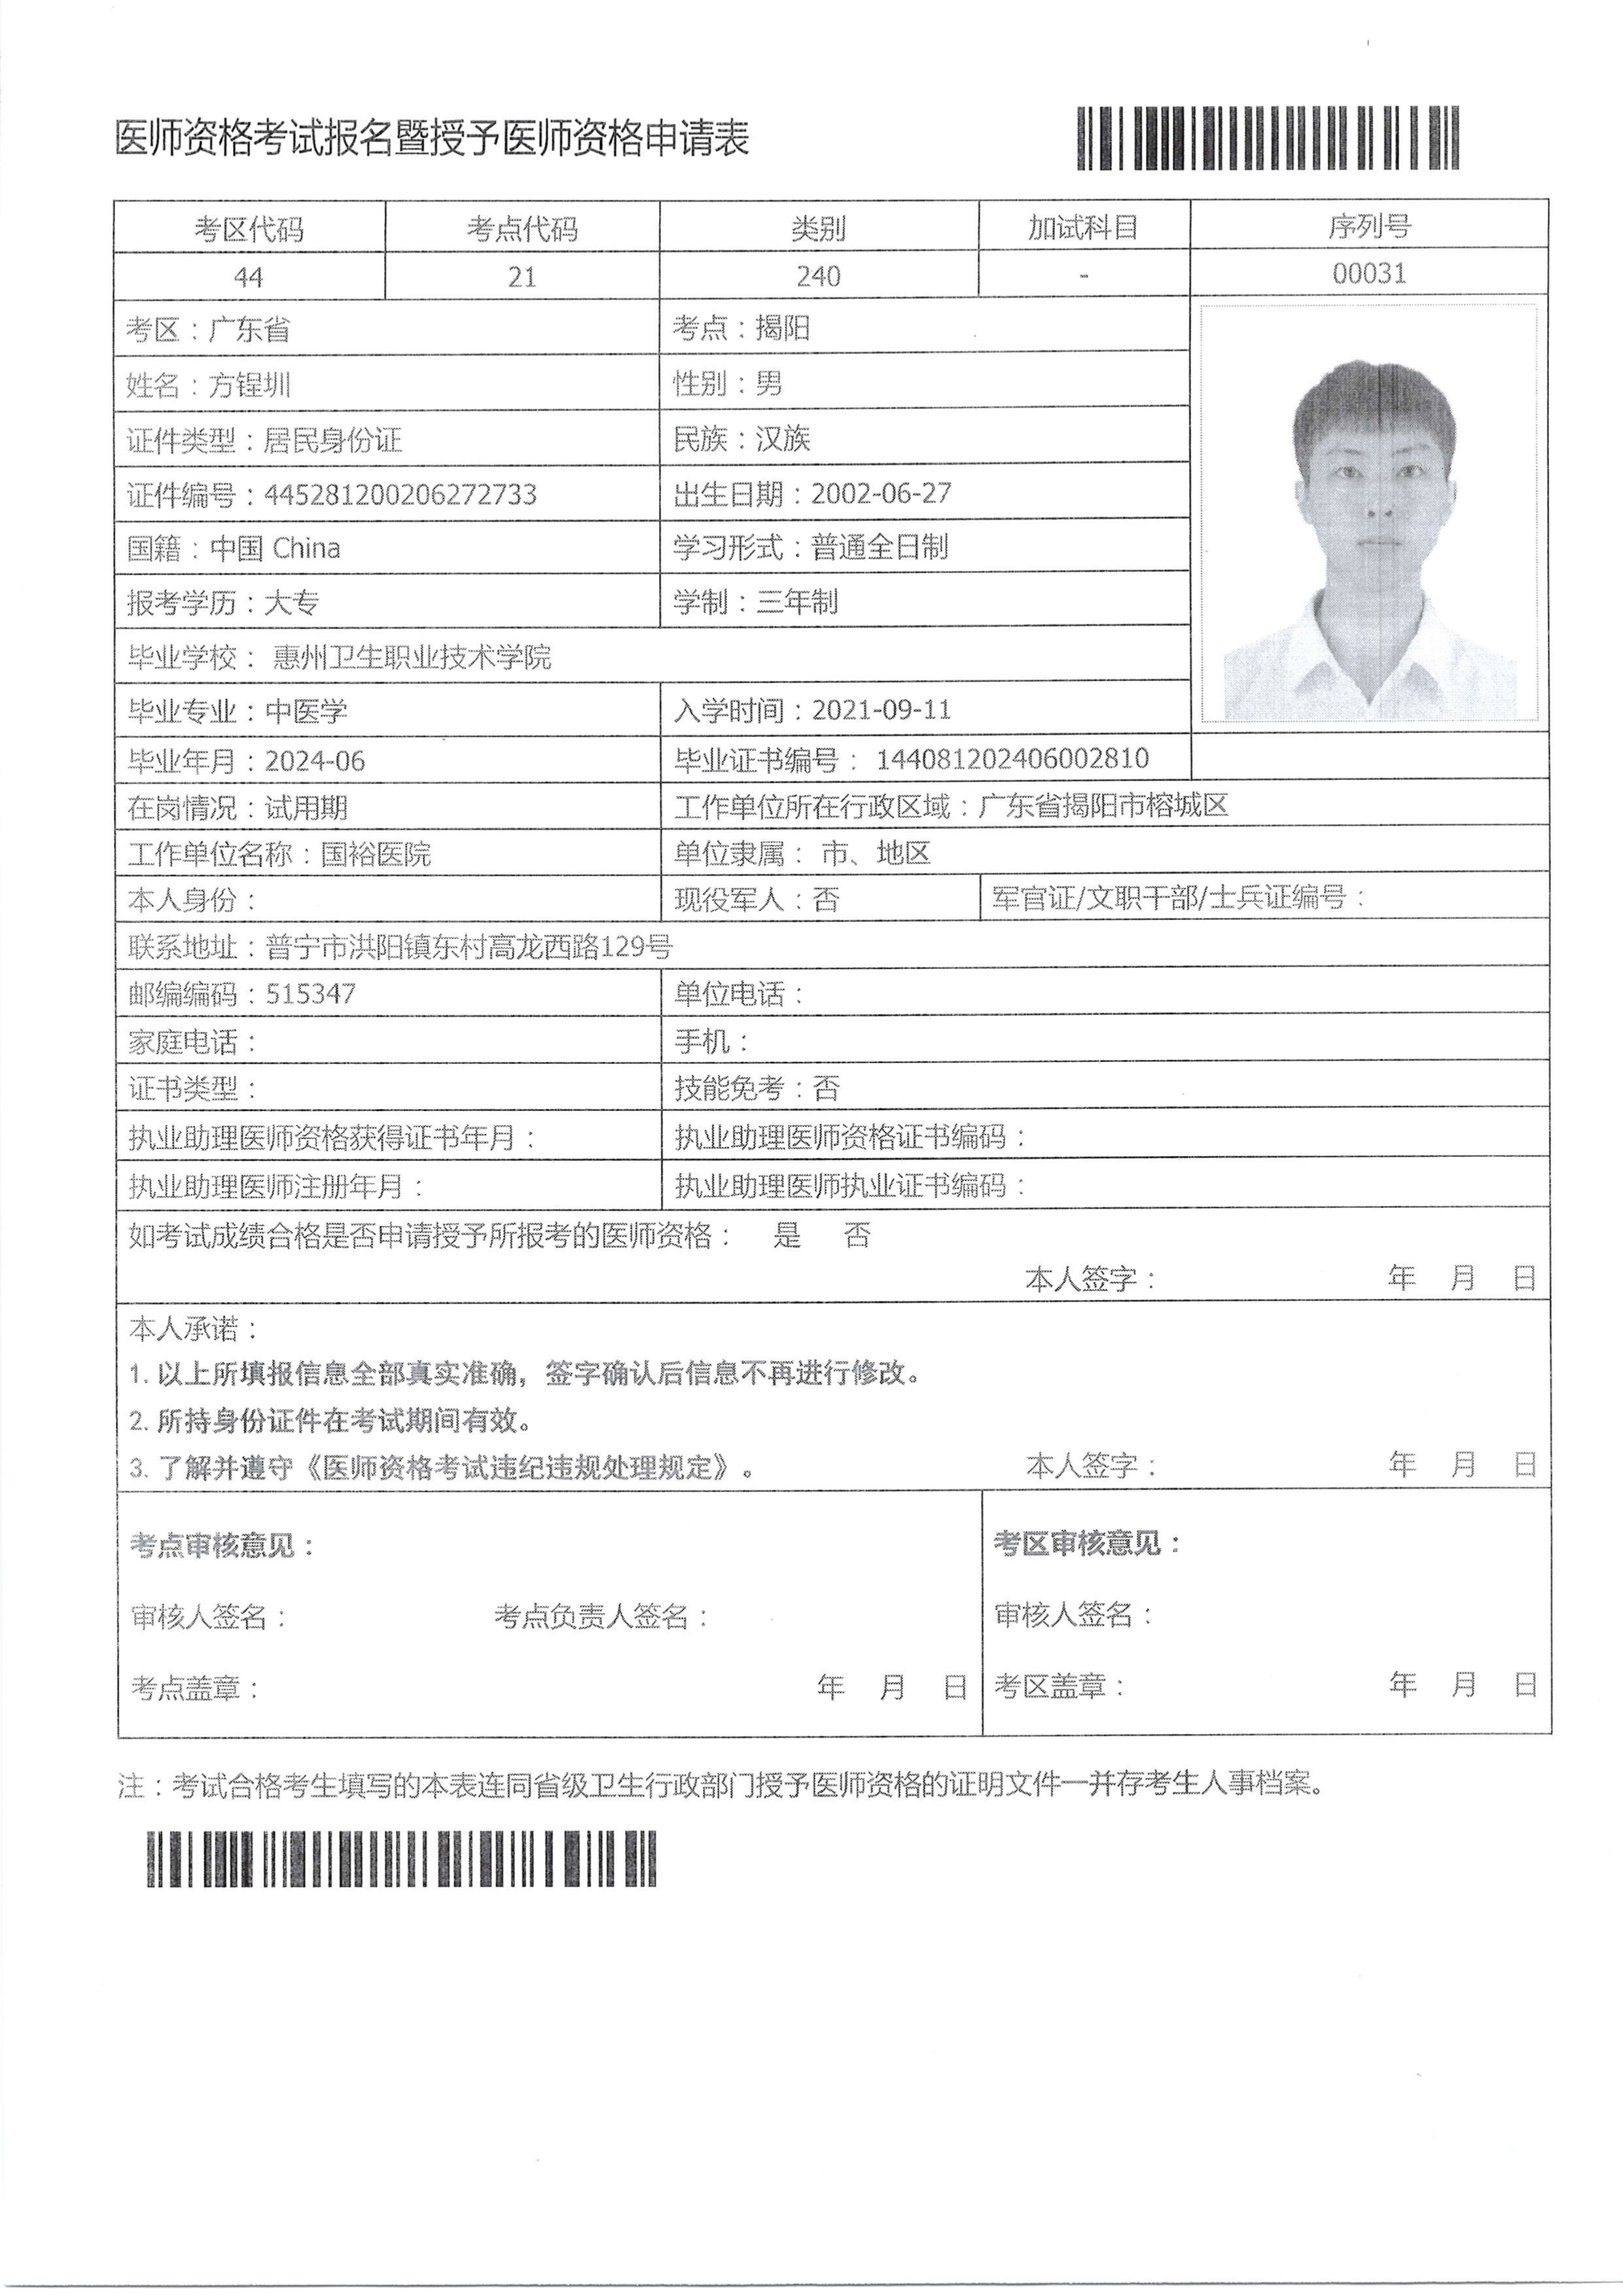 医师资格考试报名暨授予医师资格申请表
考区代码 考点代码 类别 加试科目 序列号
44 21 240 - 00031
考区：广东省 考点：揭阳
姓名：方锃圳 性别：男
证件类型：居民身份证 民族：汉族
证件编号：445281200206272733 出生日期：2002-06-27
国籍：中国 China 学习形式：普通全日制
报考学历：大专 学制：三年制
毕业学校： 惠州卫生职业技术学院
毕业专业：中医学 入学时间：2021-09-11
毕业年月：2024-06 毕业证书编号： 144081202406002810
在岗情况：试用期 工作单位所在行政区域：广东省揭阳市榕城区
工作单位名称：国裕医院 单位隶属： 市、地区
本人身份： 现役军人：否 军官证/文职干部/士兵证编号：
联系地址：普宁市洪阳镇东村高龙西路129号
邮编编码：515347 单位电话：
家庭电话： 手机：
证书类型： 技能免考：否
执业助理医师资格获得证书年月： 执业助理医师资格证书编码：
执业助理医师注册年月： 执业助理医师执业证书编码：
如考试成绩合格是否申请授予所报考的医师资格： 是 否
本人签字： 年 月 日
本人承诺：
1. 以上所填报信息全部真实准确，签字确认后信息不再进行修改。
2. 所持身份证件在考试期间有效。
3. 了解并遵守《医师资格考试违纪违规处理规定》。 本人签字： 年 月 日
考点审核意见： 考区审核意见：
审核人签名： 考点负责人签名： 审核人签名：
考点盖章： 年 月 日 考区盖章： 年 月 日
注：考试合格考生填写的本表连同省级卫生行政部门授予医师资格的证明文件一并存考生人事档案。